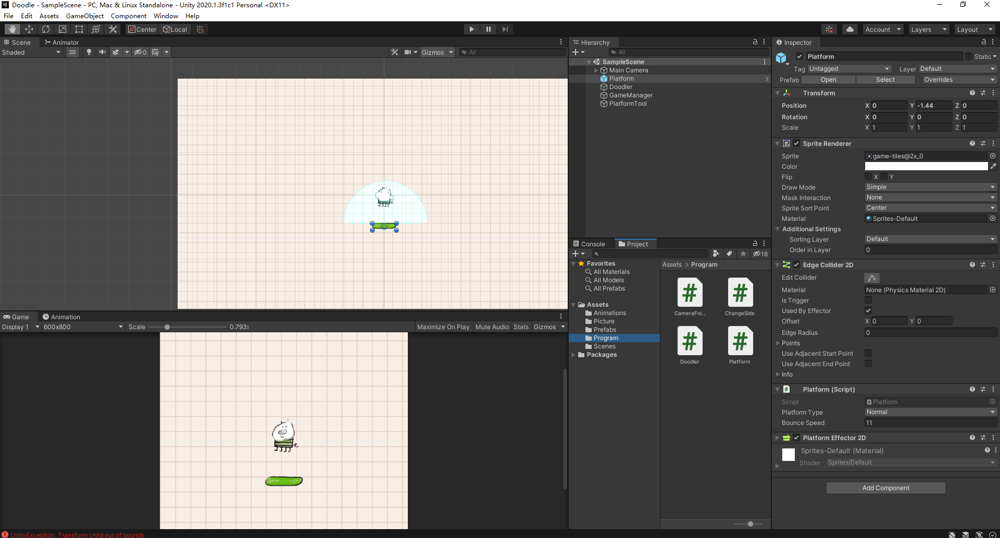 Doodle - SampleScene - PC, Mac & Linux Standalone - Unity 2020.1.3f1c1 Personal <DX11>
File Edit Assets GameObject Component Window Help
Center Local Account Layers Layout
Scene Animator
Shaded 2D 0 Gizmos All
Hierarchy
All
SampleScene
Main Camera
Platform
Doodler
GameManager
PlatformTool
Game Animation
Display 1 600x800 Scale 0.793x Maximize On Play Mute Audio Stats Gizmos
Console Project
18
Favorites
All Materials
All Models
All Prefabs
Assets
Animations
Picture
Prefabs
Program
Scenes
Packages
Assets > Program
CameraFol... ChangeSide
Doodler Platform
Inspector
Platform Static
Tag Untagged Layer Default
Prefab Open Select Overrides
Transform
Position X 0 Y -1.44 Z 0
Rotation X 0 Y 0 Z 0
Scale X 1 Y 1 Z 1
Sprite Renderer
Sprite game-tiles@2x_0
Color
Flip X Y
Draw Mode Simple
Mask Interaction None
Sprite Sort Point Center
Material Sprites-Default
Additional Settings
Sorting Layer Default
Order in Layer 0
Edge Collider 2D
Edit Collider
Material None (Physics Material 2D)
Is Trigger
Used By Effector
Offset X 0 Y 0
Edge Radius 0
Points
Use Adjacent Start Point
Use Adjacent End Point
Info
Platform (Script)
Script Platform
Platform Type Normal
Bounce Speed 11
Platform Effector 2D
Sprites-Default (Material)
Shader Sprites/Default
Add Component
UnityException: Transform child out of bounds